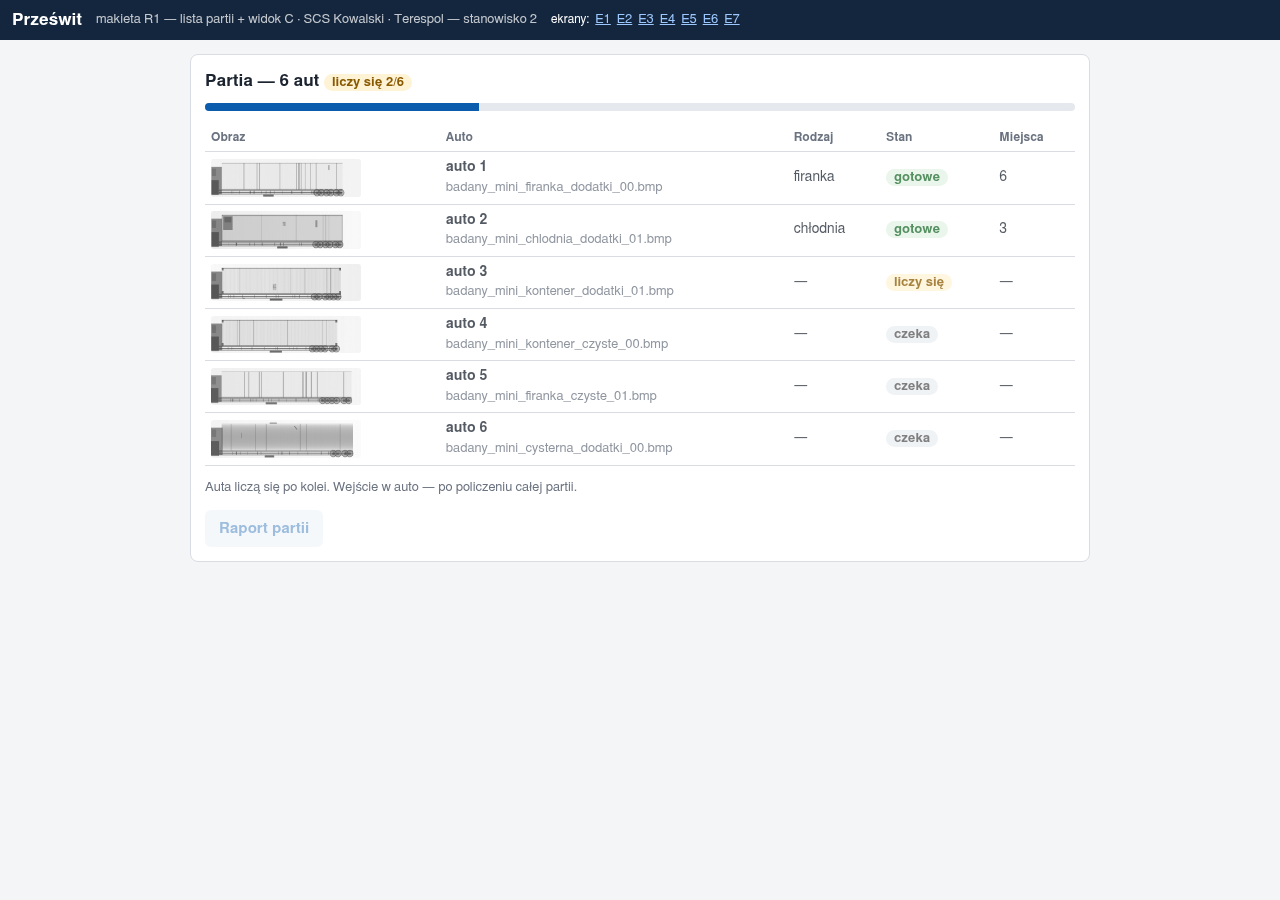 Prześwit makieta R1 — lista partii + widok C · SCS Kowalski · Terespol — stanowisko 2 ekrany: E1 E2 E3 E4 E5 E6 E7
Partia — 6 aut liczy się 2/6
Obraz Auto Rodzaj Stan Miejsca
auto 1
badany_mini_firanka_dodatki_00.bmp
firanka gotowe 6
auto 2
badany_mini_chlodnia_dodatki_01.bmp
chłodnia gotowe 3
auto 3
badany_mini_kontener_dodatki_01.bmp
— liczy się —
auto 4
badany_mini_kontener_czyste_00.bmp
— czeka —
auto 5
badany_mini_firanka_czyste_01.bmp
— czeka —
auto 6
badany_mini_cysterna_dodatki_00.bmp
— czeka —
Auta liczą się po kolei. Wejście w auto — po policzeniu całej partii.
Raport partii